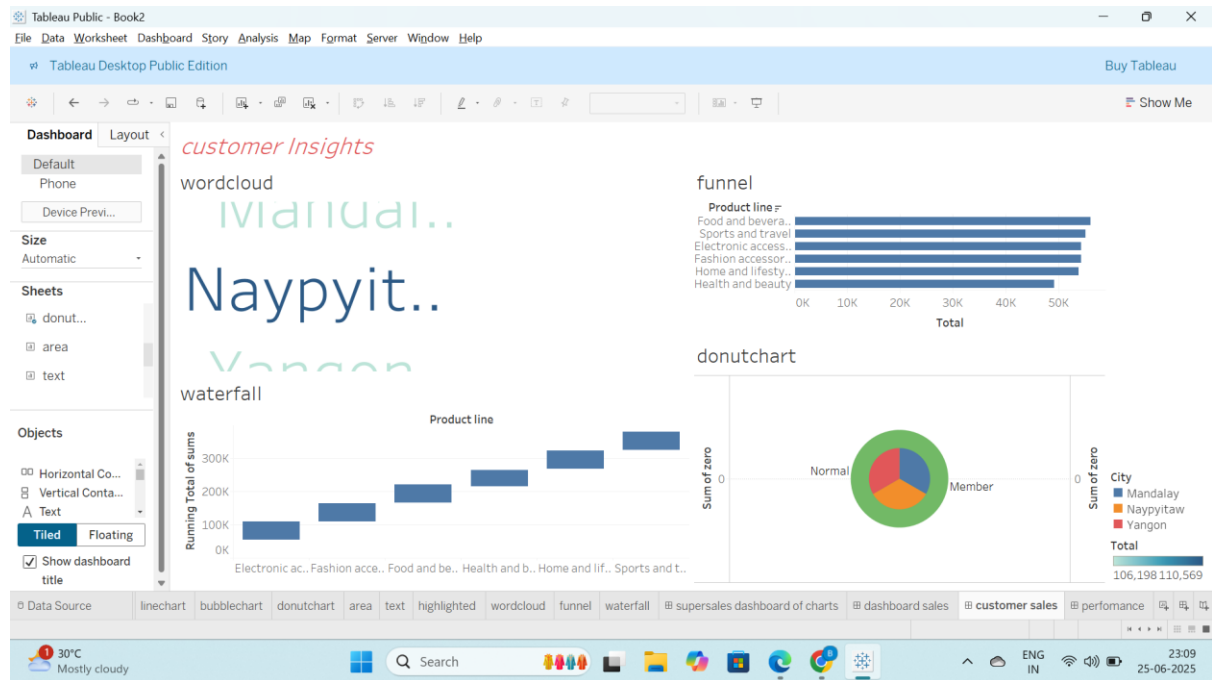 Tableau Public - Book2
File Data Worksheet Dashboard Story Analysis Map Format Server Window Help
Tableau Desktop Public Edition
Buy Tableau
Show Me
Dashboard Layout
Default
Phone
Device Previ...
Size
Automatic
Sheets
donut...
area
text
Objects
Horizontal Co...
Vertical Conta...
A Text
Tiled Floating
Show dashboard
title
customer Insights
wordcloud
Mandal..
Naypyit..
Yangon
waterfall
Product line
Running Total of sums
300K
200K
100K
0K
Electronic ac.. Fashion acce.. Food and be.. Health and b.. Home and lif.. Sports and t..
funnel
Product line
Food and bevera..
Sports and travel
Electronic access..
Fashion accessor..
Home and lifesty..
Health and beauty
0K 10K 20K 30K 40K 50K
Total
donutchart
Sum of zero
0
Normal
Member
0
Sum of zero
City
Mandalay
Naypyitaw
Yangon
Total
106,198 110,569
Data Source linechart bubblechart donutchart area text highlighted wordcloud funnel waterfall supersales dashboard of charts dashboard sales customer sales perfomance
1
30°C
Mostly cloudy
Search
ENG
IN
23:09
25-06-2025